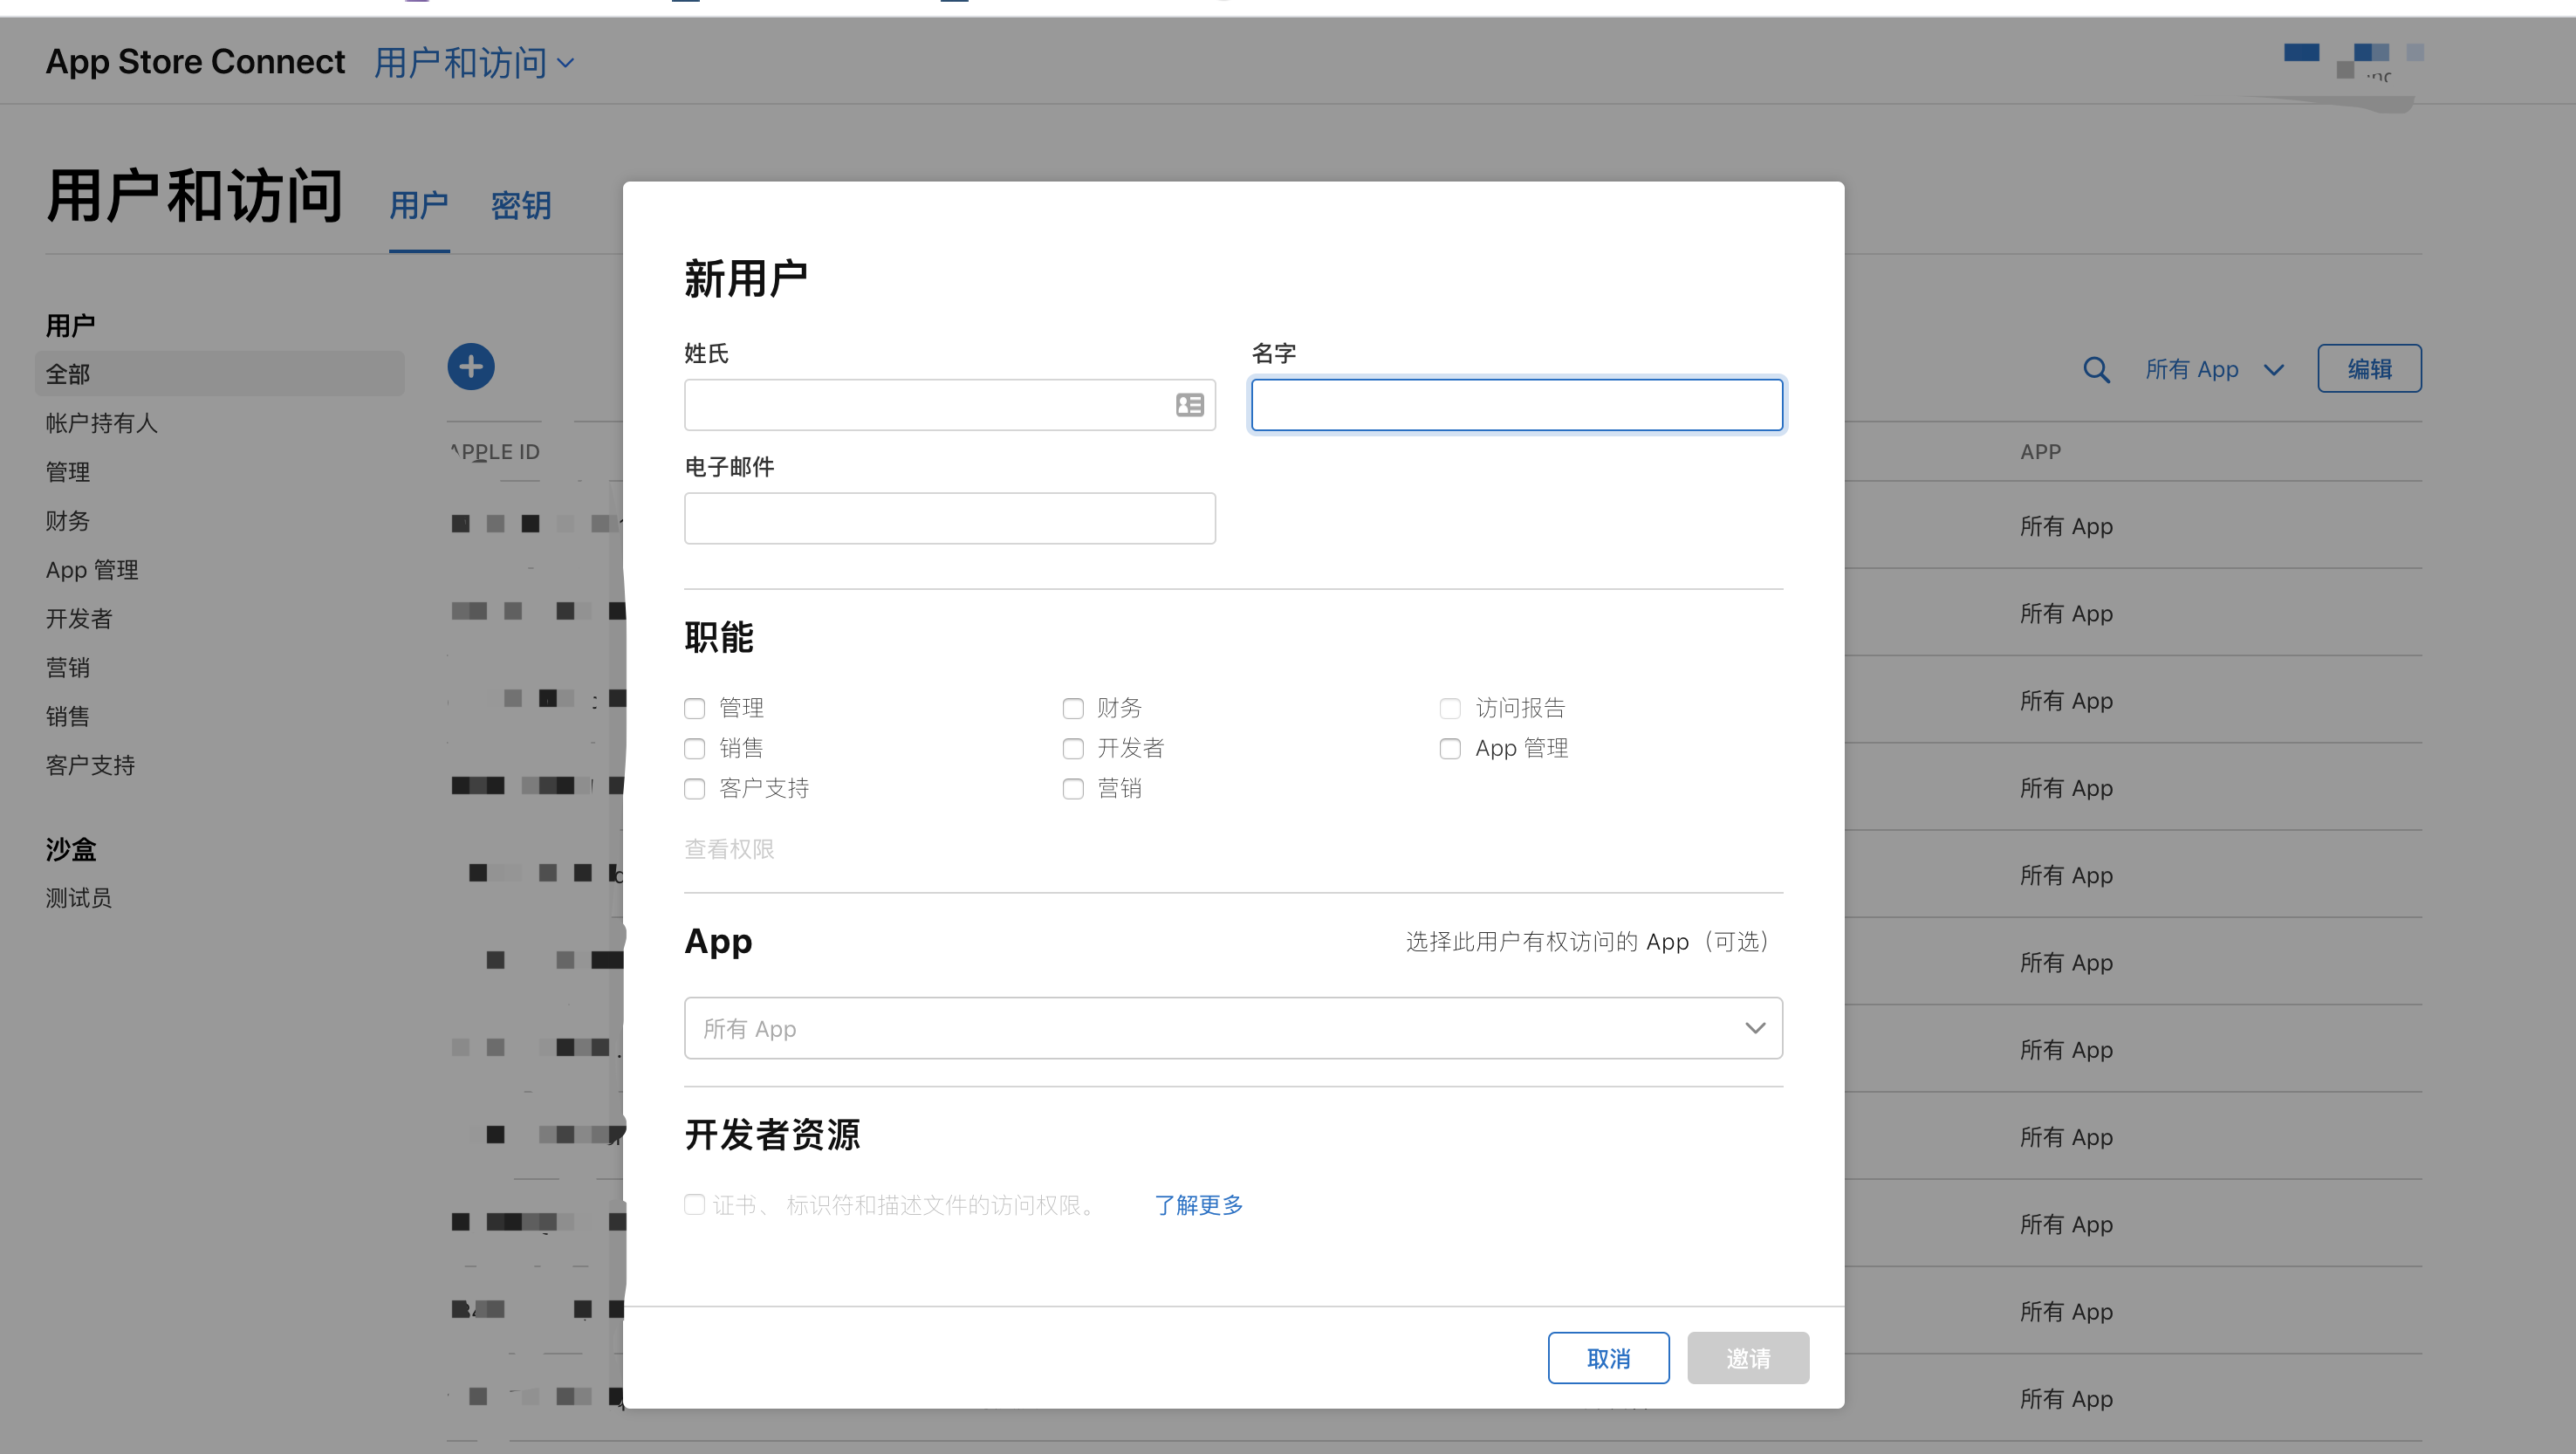 App Store Connect 用户和访问
用户和访问 用户 密钥
用户
全部
帐户持有人
管理
财务
App 管理
开发者
营销
销售
客户支持
沙盒
测试员
所有 App 编辑
APPLE ID
APP
所有 App
所有 App
所有 App
所有 App
所有 App
所有 App
所有 App
所有 App
所有 App
所有 App
所有 App
新用户
姓氏 名字
电子邮件
职能
管理 财务 访问报告
销售 开发者 App 管理
客户支持 营销
查看权限
App 选择此用户有权访问的 App（可选）
所有 App
开发者资源
证书、 标识符和描述文件的访问权限。 了解更多
取消 邀请